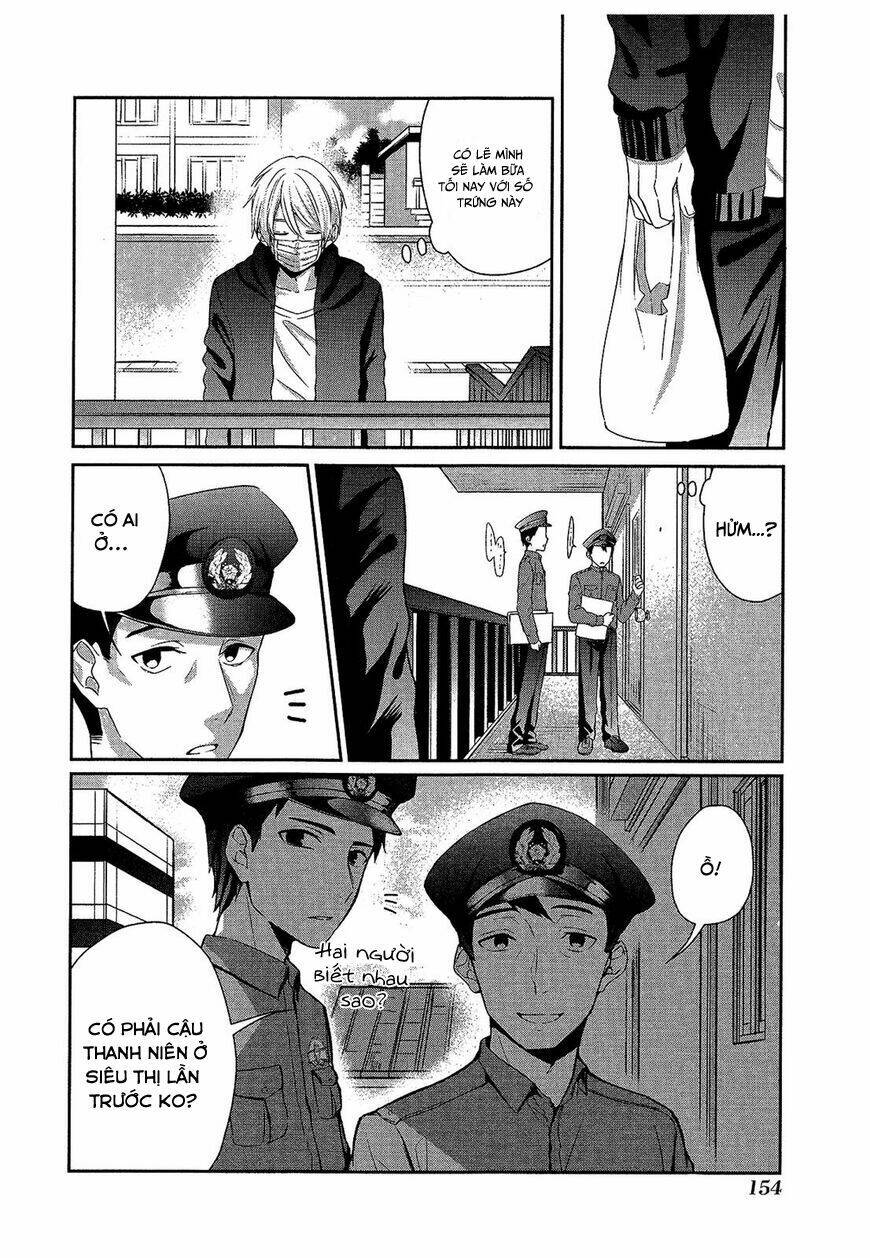 CÓ LẼ MÌNH
SẼ LÀM BỮA
TỐI NAY VỚI SỐ
TRỨNG NÀY
HỬM...?
CÓ AI
Ở...
Ồ!
Hai người
biết nhau
sao?
CÓ PHẢI CẬU
THANH NIÊN Ở
SIÊU THỊ LẦN
TRƯỚC KO?
154